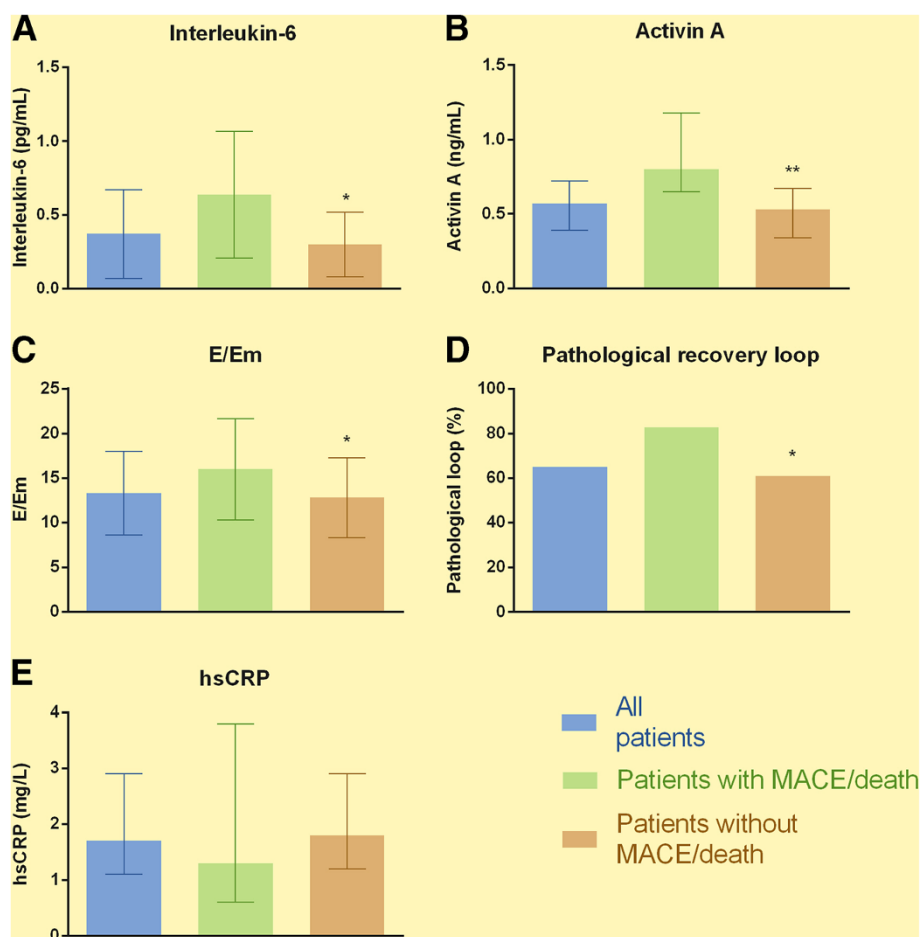 A
Interleukin-6
Interleukin-6 (pg/mL)
1.5
1.0
0.5
0.0
*
B
Activin A
Activin A (ng/mL)
1.5
1.0
0.5
0.0
**
C
E/Em
E/Em
25
20
15
10
5
0
*
D
Pathological recovery loop
Pathological loop (%)
100
80
60
40
20
0
*
E
hsCRP
hsCRP (mg/L)
4
3
2
1
0
All
patients
Patients with MACE/death
Patients without
MACE/death